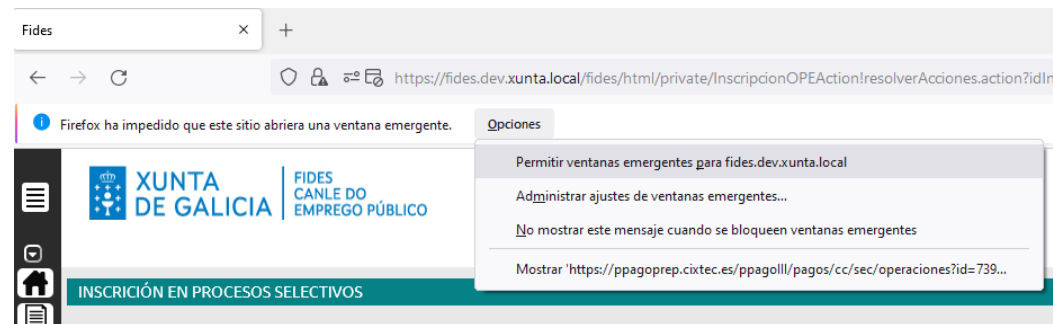 Fides
https://fides.dev.xunta.local/fides/html/private/InscripcionOPEAction!resolverAcciones.action?idIn
Firefox ha impedido que este sitio abriera una ventana emergente.
Opciones
Permitir ventanas emergentes para fides.dev.xunta.local
Administrar ajustes de ventanas emergentes...
No mostrar este mensaje cuando se bloqueen ventanas emergentes
Mostrar 'https://ppagoprep.cixtec.es/ppagoIII/pagos/cc/sec/operaciones?id=739...
XUNTA
DE GALICIA
FIDES
CANLE DO
EMPREGO PÚBLICO
INSCRICIÓN EN PROCESOS SELECTIVOS